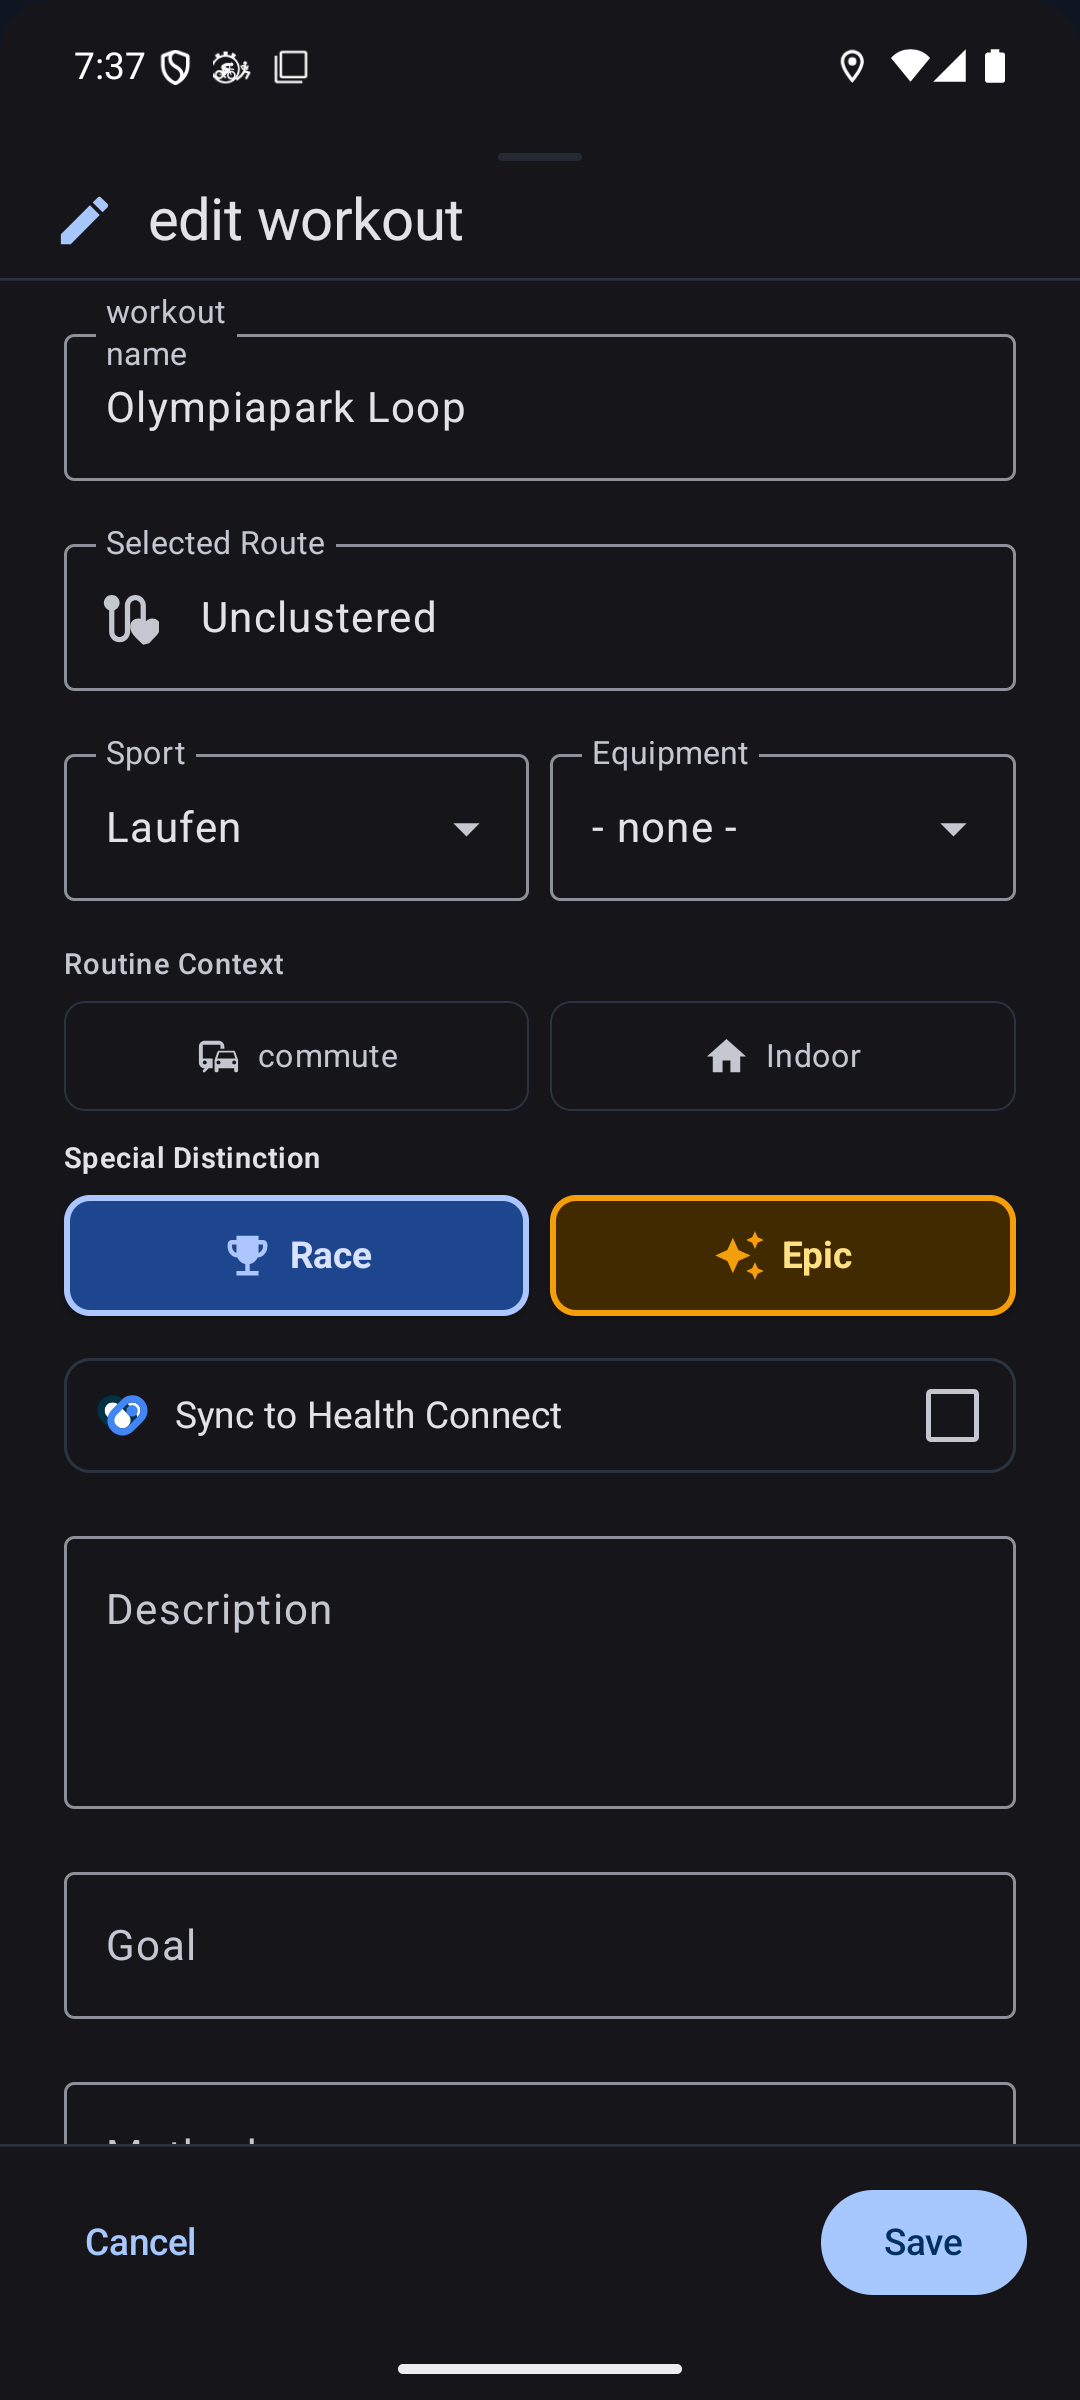 7:37
edit workout
workout
name
Olympiapark Loop
Selected Route
Unclustered
Sport
Equipment
Laufen
- none -
Routine Context
commute
Indoor
Special Distinction
Race
Epic
Sync to Health Connect
Description
Goal
Cancel
Save